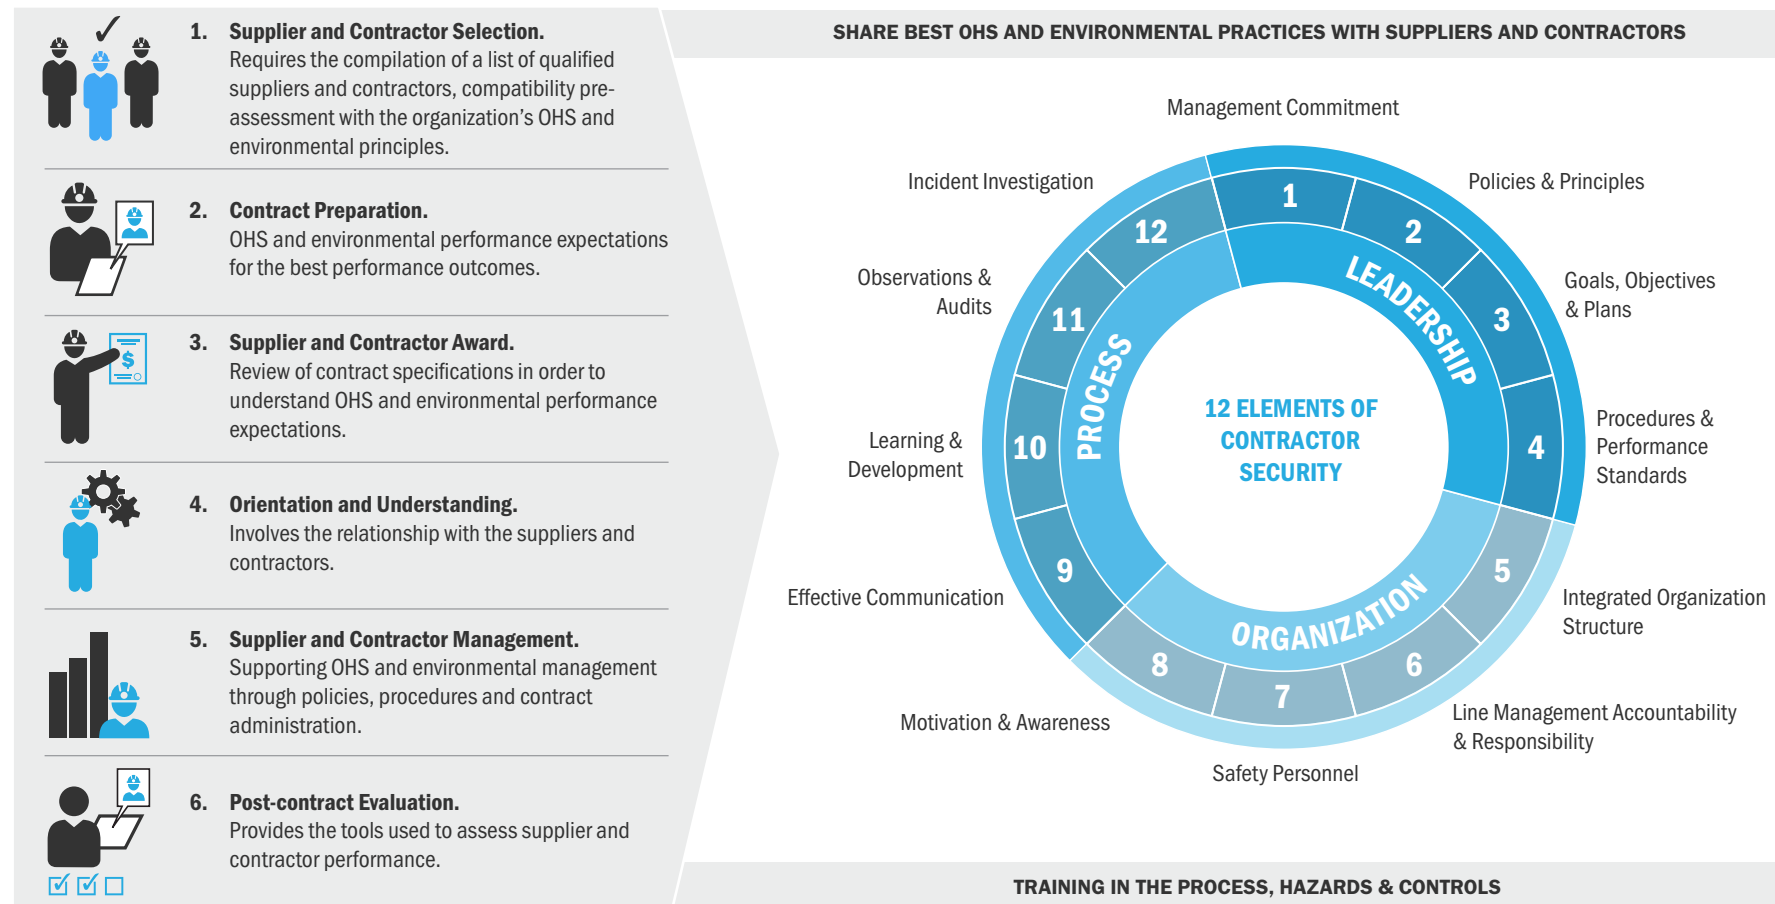 1. Supplier and Contractor Selection.
Requires the compilation of a list of qualified
suppliers and contractors, compatibility pre-
assessment with the organization’s OHS and
environmental principles.
2. Contract Preparation.
OHS and environmental performance expectations
for the best performance outcomes.
$
3. Supplier and Contractor Award.
Review of contract specifications in order to
understand OHS and environmental performance
expectations.
4. Orientation and Understanding.
Involves the relationship with the suppliers and
contractors.
5. Supplier and Contractor Management.
Supporting OHS and environmental management
through policies, procedures and contract
administration.
6. Post-contract Evaluation.
Provides the tools used to assess supplier and
contractor performance.
SHARE BEST OHS AND ENVIRONMENTAL PRACTICES WITH SUPPLIERS AND CONTRACTORS
12 ELEMENTS OF
CONTRACTOR
SECURITY
LEADERSHIP
1
Management Commitment
2
Policies & Principles
3
Goals, Objectives
& Plans
4
Procedures &
Performance
Standards
ORGANIZATION
5
Integrated Organization
Structure
6
Line Management Accountability
& Responsibility
7
Safety Personnel
8
Motivation & Awareness
PROCESS
9
Effective Communication
10
Learning &
Development
11
Observations &
Audits
12
Incident Investigation
TRAINING IN THE PROCESS, HAZARDS & CONTROLS